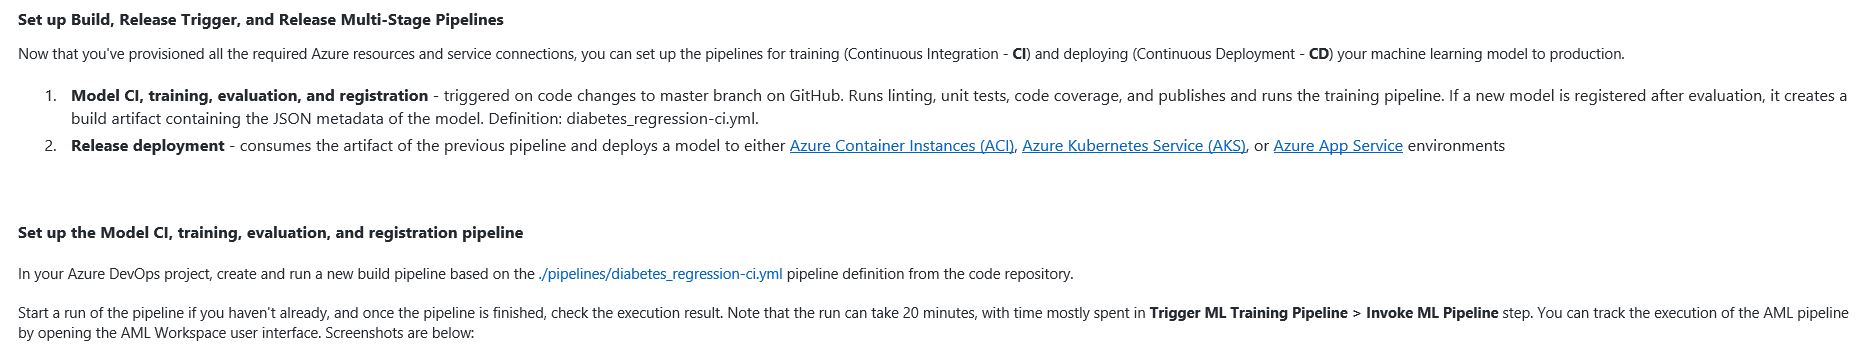 Set up Build, Release Trigger, and Release Multi-Stage Pipelines
Now that you've provisioned all the required Azure resources and service connections, you can set up the pipelines for training (Continuous Integration - CI) and deploying (Continuous Deployment - CD) your machine learning model to production.
1. Model CI, training, evaluation, and registration - triggered on code changes to master branch on GitHub. Runs linting, unit tests, code coverage, and publishes and runs the training pipeline. If a new model is registered after evaluation, it creates a
build artifact containing the JSON metadata of the model. Definition: diabetes_regression-ci.yml.
2. Release deployment - consumes the artifact of the previous pipeline and deploys a model to either Azure Container Instances (ACI), Azure Kubernetes Service (AKS), or Azure App Service environments
Set up the Model CI, training, evaluation, and registration pipeline
In your Azure DevOps project, create and run a new build pipeline based on the ./pipelines/diabetes_regression-ci.yml pipeline definition from the code repository.
Start a run of the pipeline if you haven't already, and once the pipeline is finished, check the execution result. Note that the run can take 20 minutes, with time mostly spent in Trigger ML Training Pipeline > Invoke ML Pipeline step. You can track the execution of the AML pipeline
by opening the AML Workspace user interface. Screenshots are below: